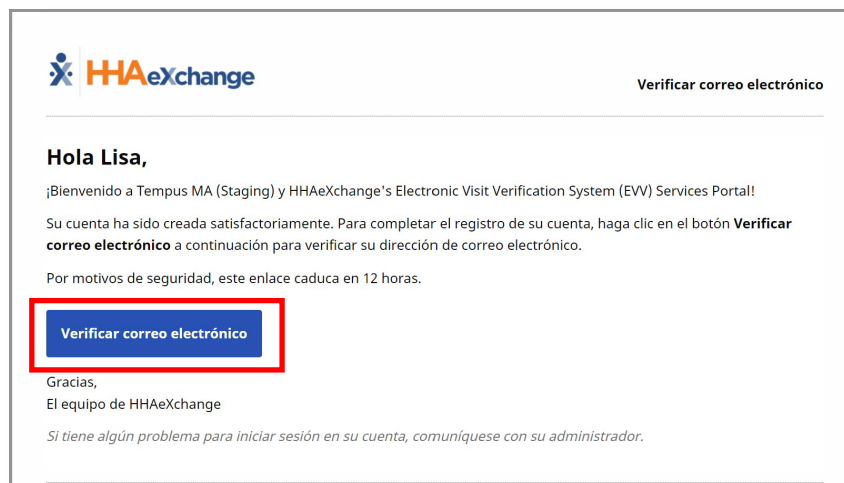 HHAeXchange
Verificar correo electrónico
Hola Lisa,
¡Bienvenido a Tempus MA (Staging) y HHAeXchange's Electronic Visit Verification System (EVV) Services Portal!
Su cuenta ha sido creada satisfactoriamente. Para completar el registro de su cuenta, haga clic en el botón Verificar
correo electrónico a continuación para verificar su dirección de correo electrónico.
Por motivos de seguridad, este enlace caduca en 12 horas.
Verificar correo electrónico
Gracias,
El equipo de HHAeXchange
Si tiene algún problema para iniciar sesión en su cuenta, comuníquese con su administrador.